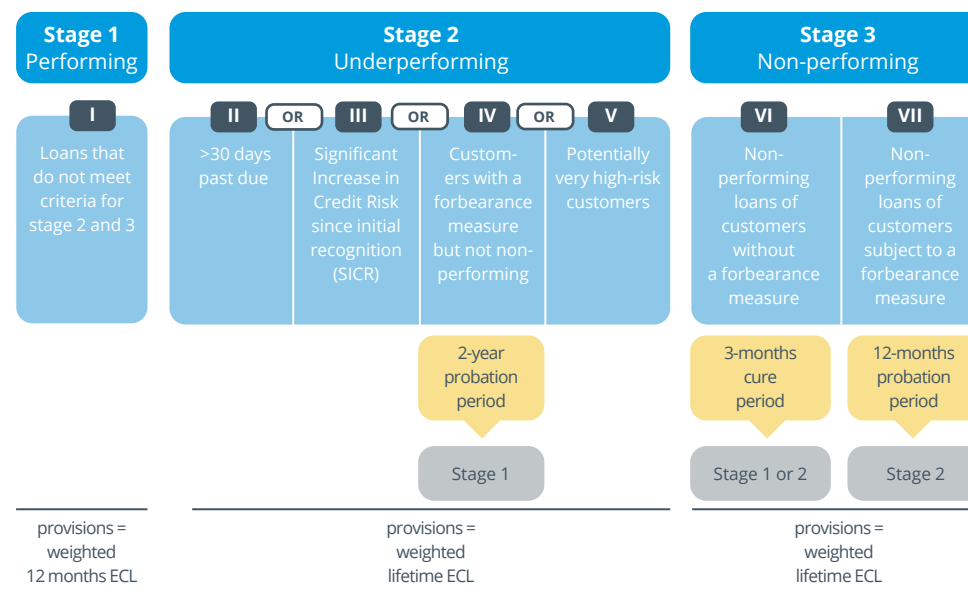 Stage 1
Performing
Stage 2
Underperforming
Stage 3
Non-performing
I
II
OR
III
OR
IV
OR
V
VI
VII
Loans that
do not meet
criteria for
stage 2 and 3
>30 days
past due
Significant
Increase in
Credit Risk
since initial
recognition
(SICR)
Custom-
ers with a
forbearance
measure
but not non-
performing
Potentially
very high-risk
customers
Non-
performing
loans of
customers
without
a forbearance
measure
Non-
performing
loans of
customers
subject to a
forbearance
measure
2-year
probation
period
3-months
cure
period
12-months
probation
period
Stage 1
Stage 1 or 2
Stage 2
provisions =
weighted
12 months ECL
provisions =
weighted
lifetime ECL
provisions =
weighted
lifetime ECL